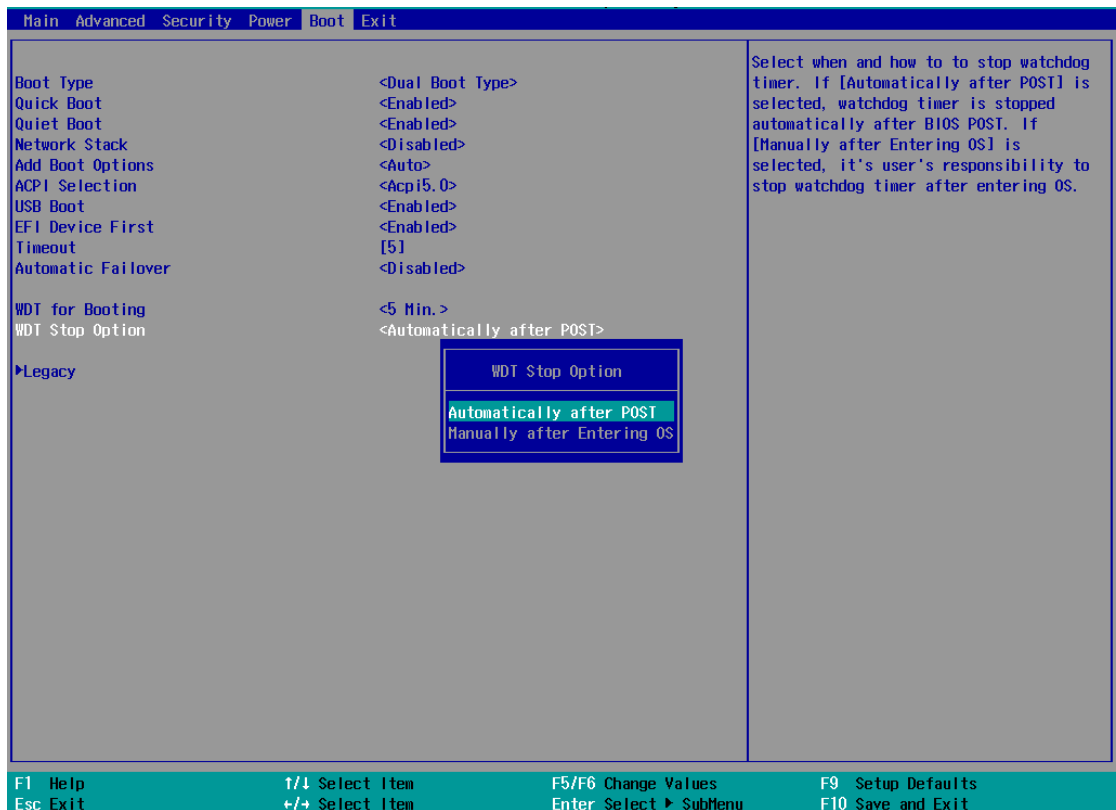 Main Advanced Security Power Boot Exit
Boot Type <Dual Boot Type>
Quick Boot <Enabled>
Quiet Boot <Enabled>
Network Stack <Disabled>
Add Boot Options <Auto>
ACPI Selection <Acpi5.0>
USB Boot <Enabled>
EFI Device First <Enabled>
Timeout [5]
Automatic Failover <Disabled>
WDT for Booting <5 Min.>
WDT Stop Option <Automatically after POST>
▶Legacy
WDT Stop Option
Automatically after POST
Manually after Entering OS
Select when and how to to stop watchdog
timer. If [Automatically after POST] is
selected, watchdog timer is stopped
automatically after BIOS POST. If
[Manually after Entering OS] is
selected, it's user's responsibility to
stop watchdog timer after entering OS.
F1 Help ↑/↓ Select Item F5/F6 Change Values F9 Setup Defaults
Esc Exit ←/→ Select Item Enter Select ▶ SubMenu F10 Save and Exit